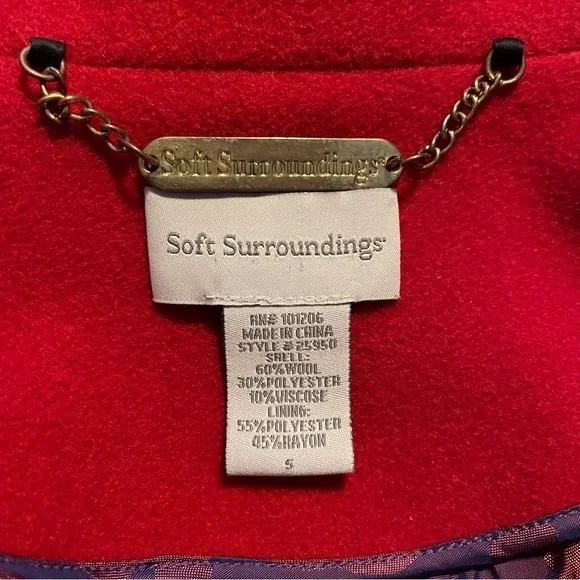 Soft Surroundings®
Soft Surroundings®
RN# 101206
MADE IN CHINA
STYLE # 25950
SHELL:
60%WOOL
30%POLYESTER
10%VISCOSE
LINING:
55%POLYESTER
45%RAYON
S